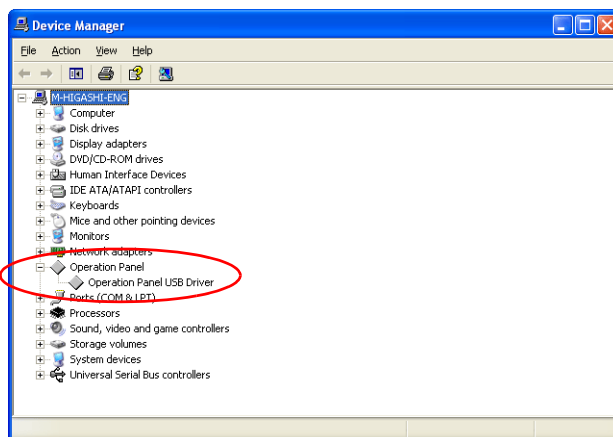 Device Manager
File Action View Help
M-HIGASHI-ENG
Computer
Disk drives
Display adapters
DVD/CD-ROM drives
Human Interface Devices
IDE ATA/ATAPI controllers
Keyboards
Mice and other pointing devices
Monitors
Network adapters
Operation Panel
Operation Panel USB Driver
Ports (COM & LPT)
Processors
Sound, video and game controllers
Storage volumes
System devices
Universal Serial Bus controllers